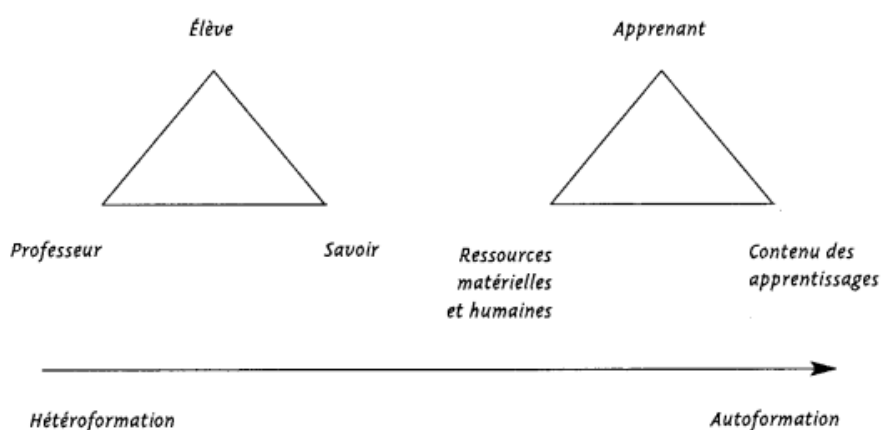 Élève
Apprenant
Professeur
Savoir
Ressources
matérielles
et humaines
Contenu des
apprentissages
Hétéroformation
Autoformation